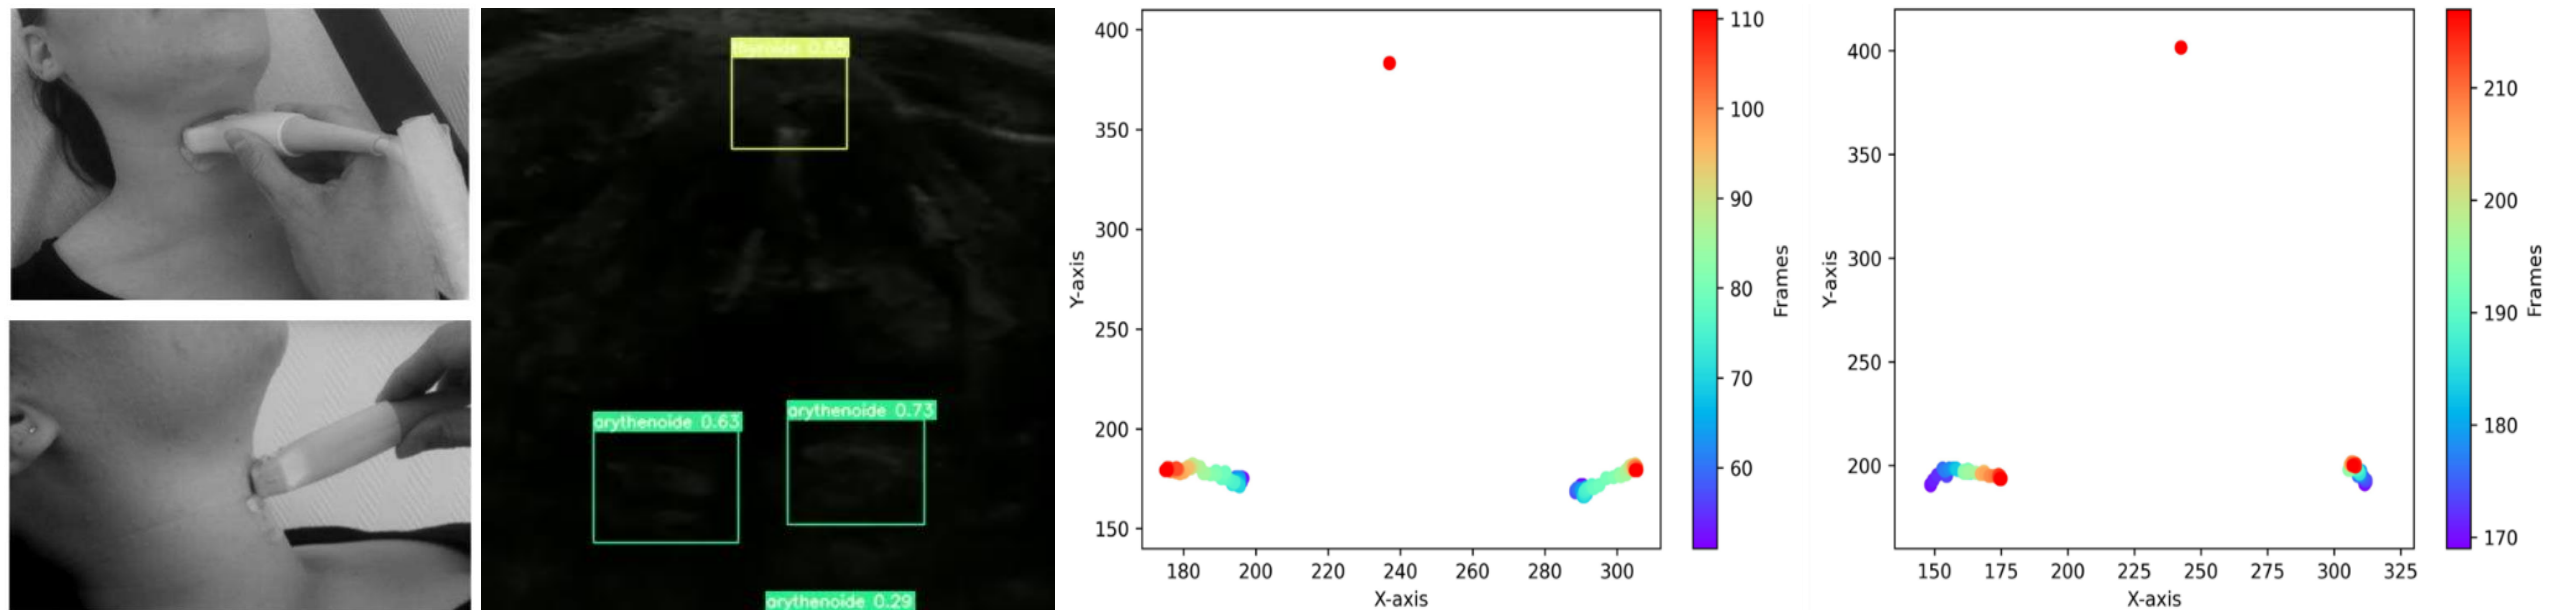 thyroide 0.85
arythenoide 0.63
arythenoide 0.73
arythenoide 0.29
400
350
300
250
200
150
180 200 220 240 260 280 300
X-axis
Y-axis
110
100
90
80
70
60
Frames
400
350
300
250
200
150 175 200 225 250 275 300 325
X-axis
Y-axis
210
200
190
180
170
Frames